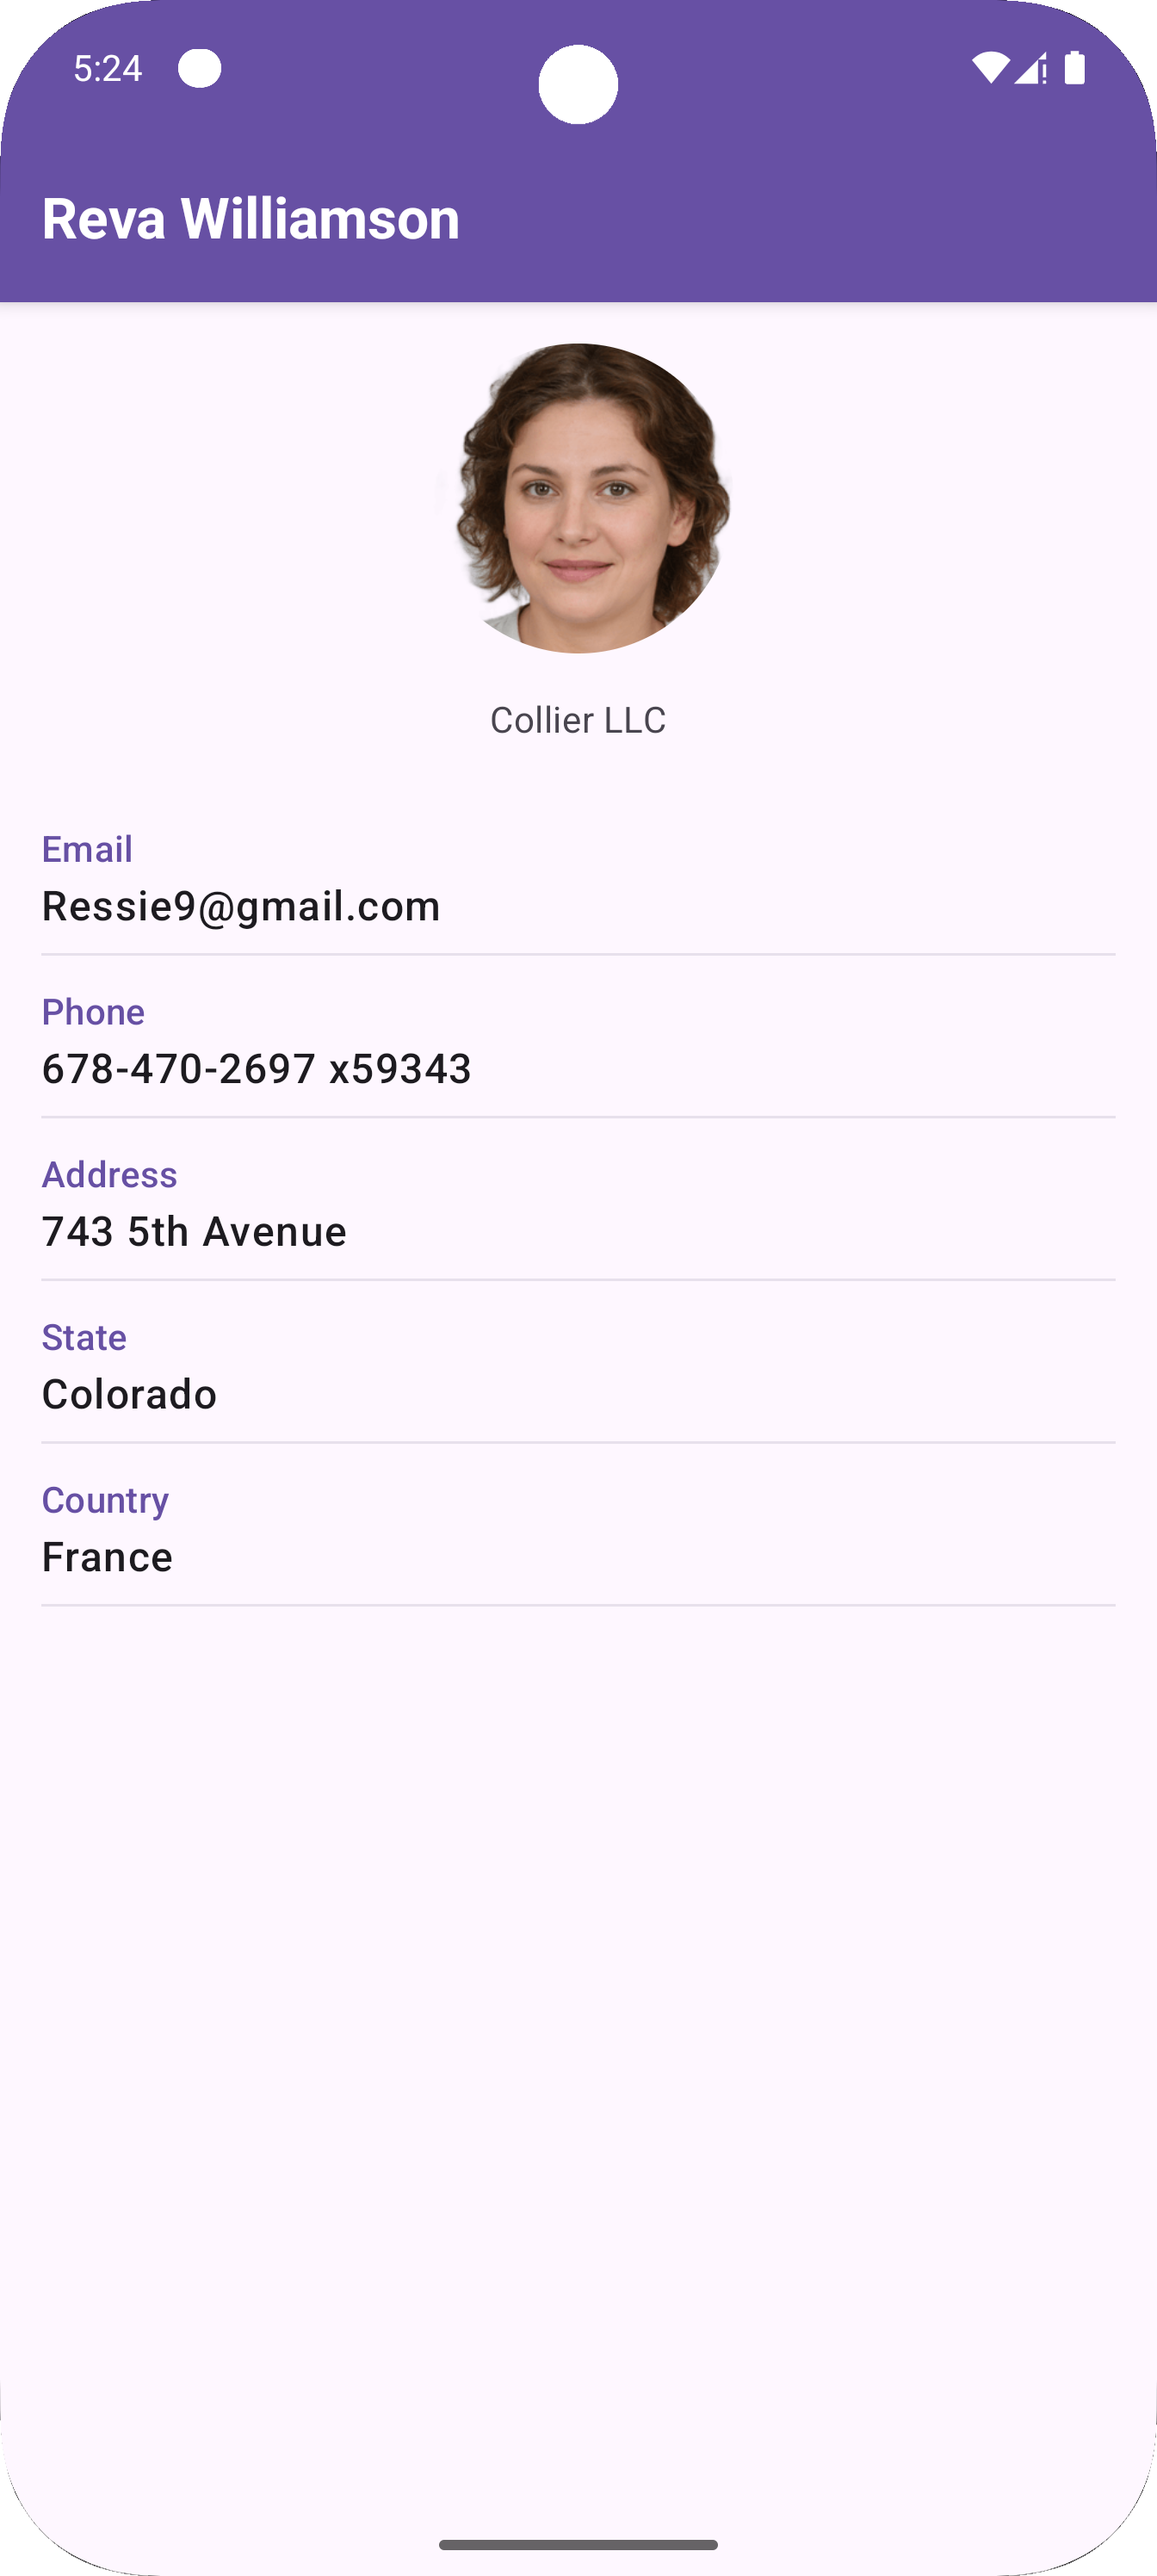 5:24
Reva Williamson
Collier LLC
Email
Ressie9@gmail.com
Phone
678-470-2697 x59343
Address
743 5th Avenue
State
Colorado
Country
France